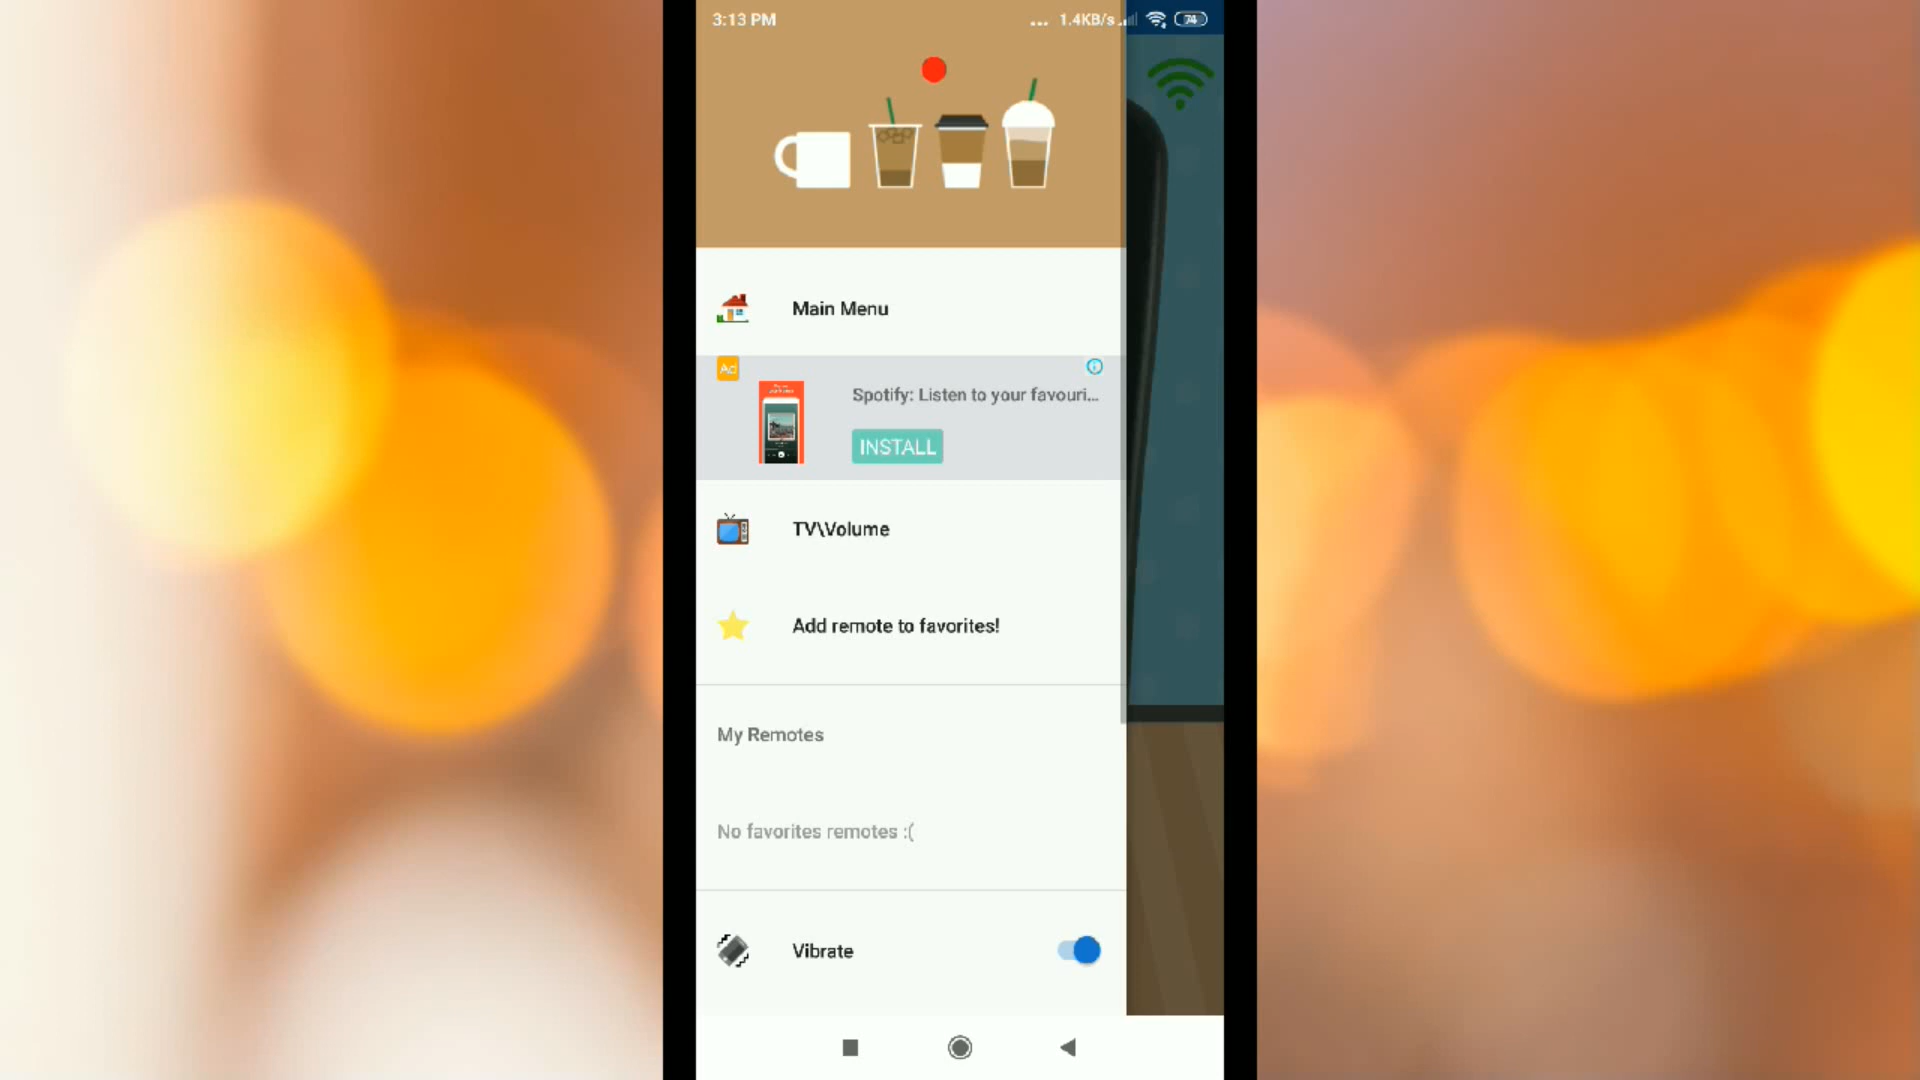 3:13 PM
... 1.4KB/s
74
Main Menu
Ad
Spotify: Listen to your favouri...
INSTALL
TV\Volume
Add remote to favorites!
My Remotes
No favorites remotes :(
Vibrate